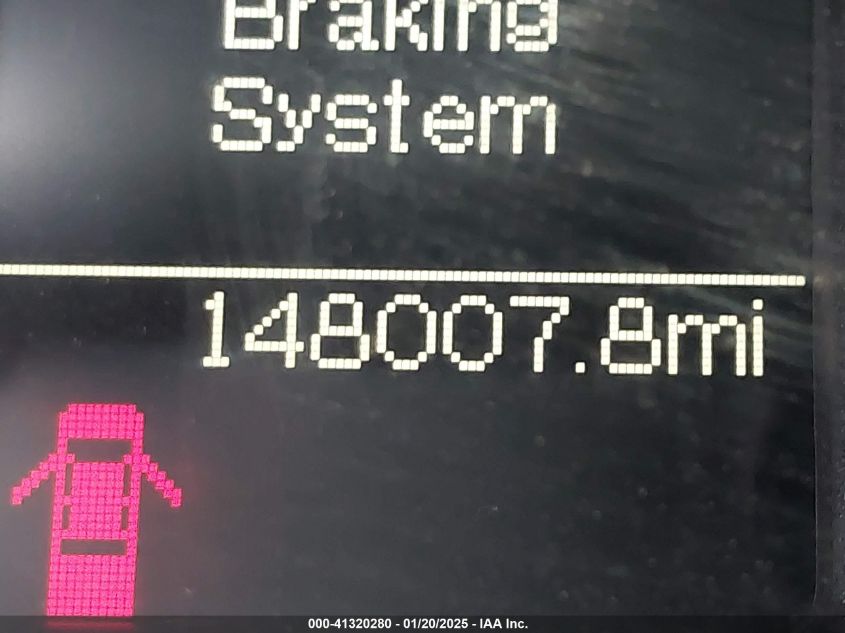 Braking
System
148007.8mi
000-41320280 - 01/20/2025 - IAA Inc.